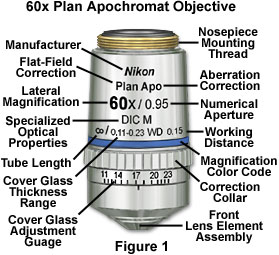 60x Plan Apochromat Objective
Manufacturer
Nosepiece
Mounting
Thread
Flat-Field
Correction
Nikon
Plan Apo
Aberration
Correction
Lateral
Magnification
60x / 0.95
Numerical
Aperture
Specialized
Optical
Properties
DIC M
∞/0.11-0.23 WD 0.15
Working
Distance
Tube Length
Magnification
Color Code
Cover Glass
Thickness
Range
11 14 17 20 23
Correction
Collar
Cover Glass
Adjustment
Guage
Front
Lens Element
Assembly
Figure 1